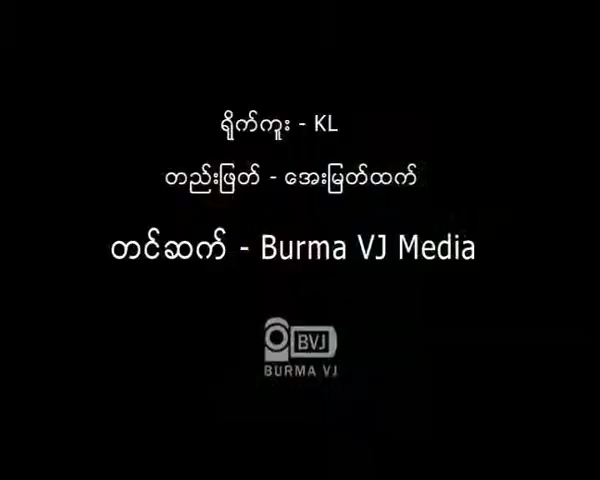 ရိုက်ကူး - KL
တည်းဖြတ် - အေးမြတ်ထက်
တင်ဆက် - Burma VJ Media
BVJ
BURMA VJ